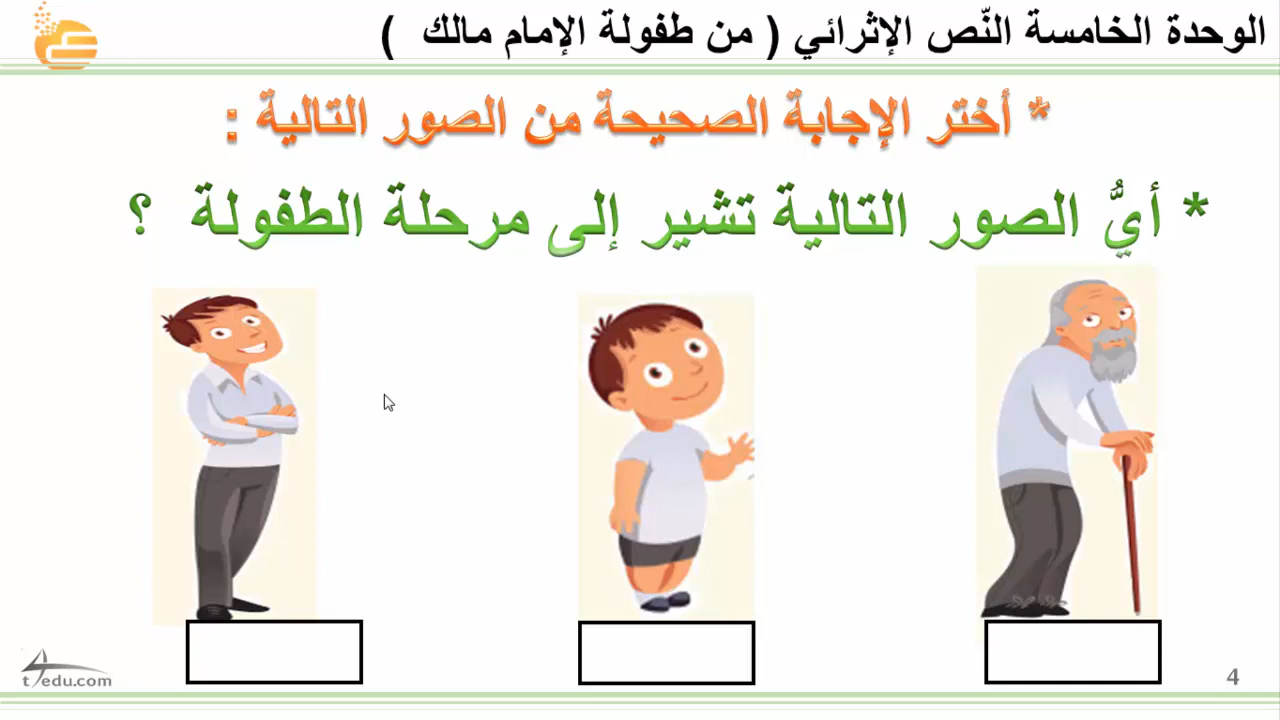 الوحدة الخامسة النّص الإثرائي ( من طفولة الإمام مالك )
* أختر الإجابة الصحيحة من الصور التالية :
* أيُّ الصور التالية تشير إلى مرحلة الطفولة ؟
t4edu.com
4